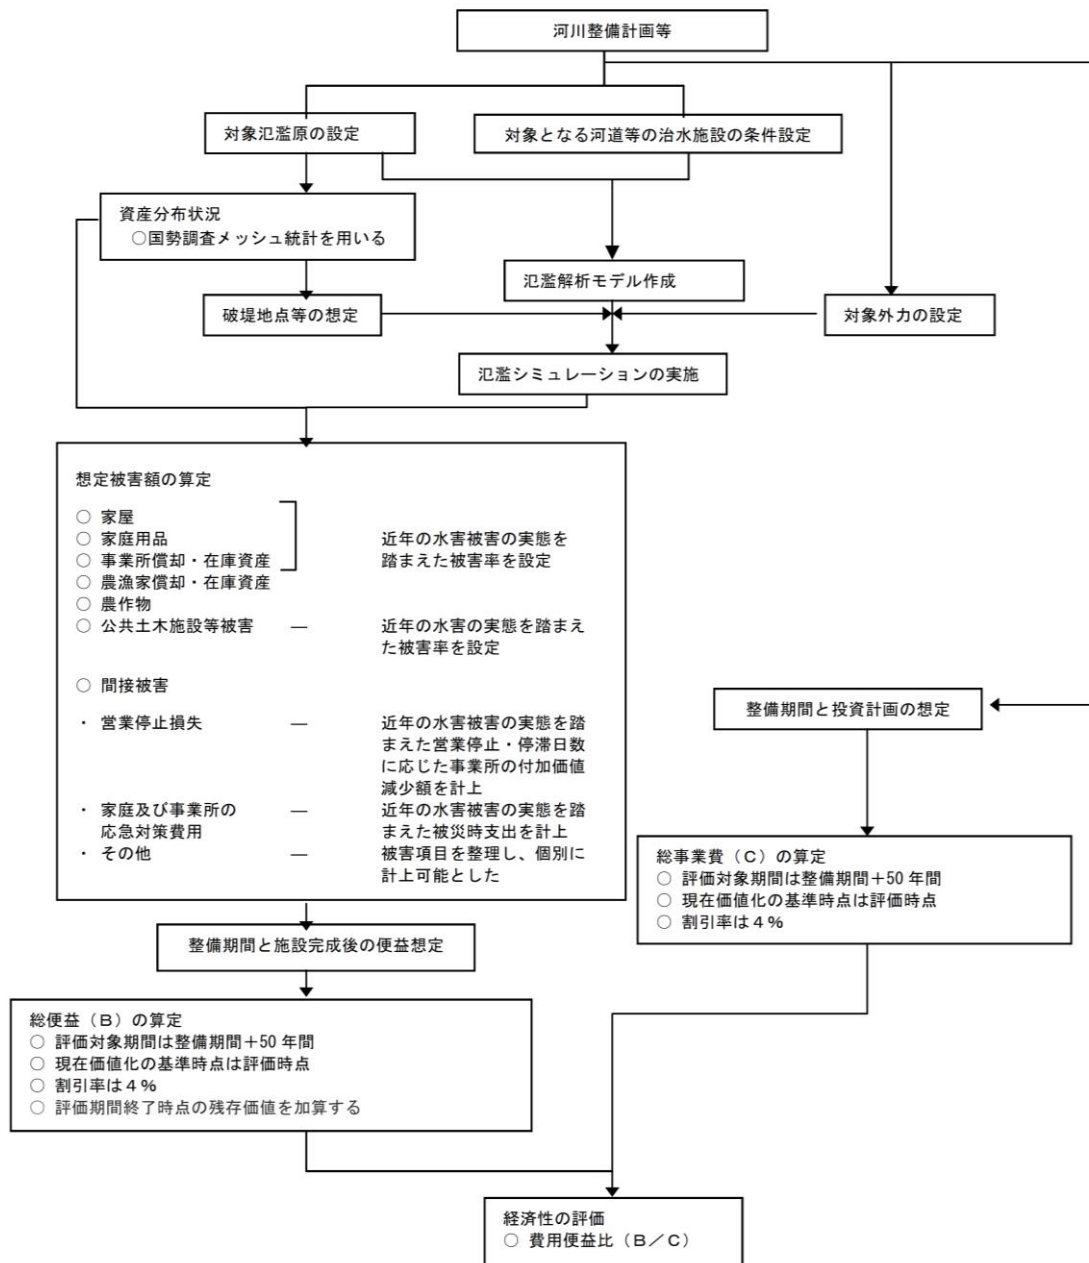 河川整備計画等
対象氾濫原の設定
対象となる河道等の治水施設の条件設定
資産分布状況
○国勢調査メッシュ統計を用いる
氾濫解析モデル作成
破堤地点等の想定
対象外力の設定
氾濫シミュレーションの実施
想定被害額の算定
○ 家屋
○ 家庭用品
○ 事業所償却・在庫資産
○ 農漁家償却・在庫資産
○ 農作物
近年の水害被害の実態を
踏まえた被害率を設定
○ 公共土木施設等被害 ― 近年の水害の実態を踏まえ
た被害率を設定
○ 間接被害
・ 営業停止損失 ― 近年の水害被害の実態を踏
まえた営業停止・停滞日数
に応じた事業所の付加価値
減少額を計上
・ 家庭及び事業所の ― 近年の水害被害の実態を踏
応急対策費用 まえた被災時支出を計上
・ その他 ― 被害項目を整理し、個別に
計上可能とした
整備期間と投資計画の想定
総事業費（C）の算定
○ 評価対象期間は整備期間＋50 年間
○ 現在価値化の基準時点は評価時点
○ 割引率は４％
整備期間と施設完成後の便益想定
総便益（B）の算定
○ 評価対象期間は整備期間＋50 年間
○ 現在価値化の基準時点は評価時点
○ 割引率は４％
○ 評価期間終了時点の残存価値を加算する
経済性の評価
○ 費用便益比（B／C）